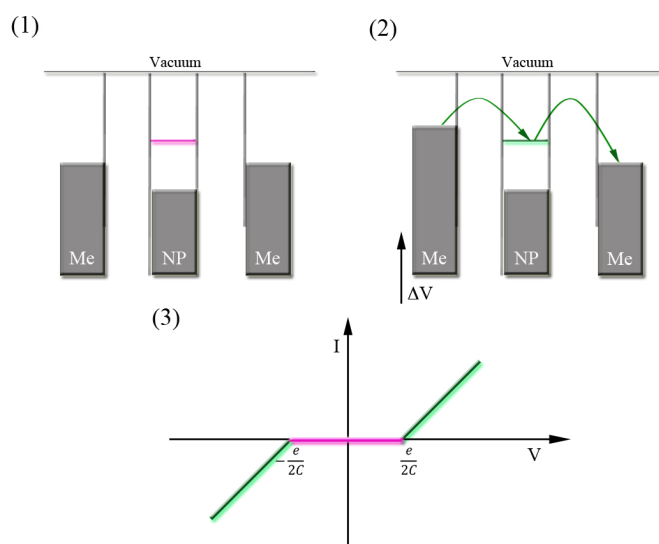 (1)
Vacuum
Me NP Me
(2)
Vacuum
Me NP Me
ΔV
(3)
I
V
-e/2C
e/2C